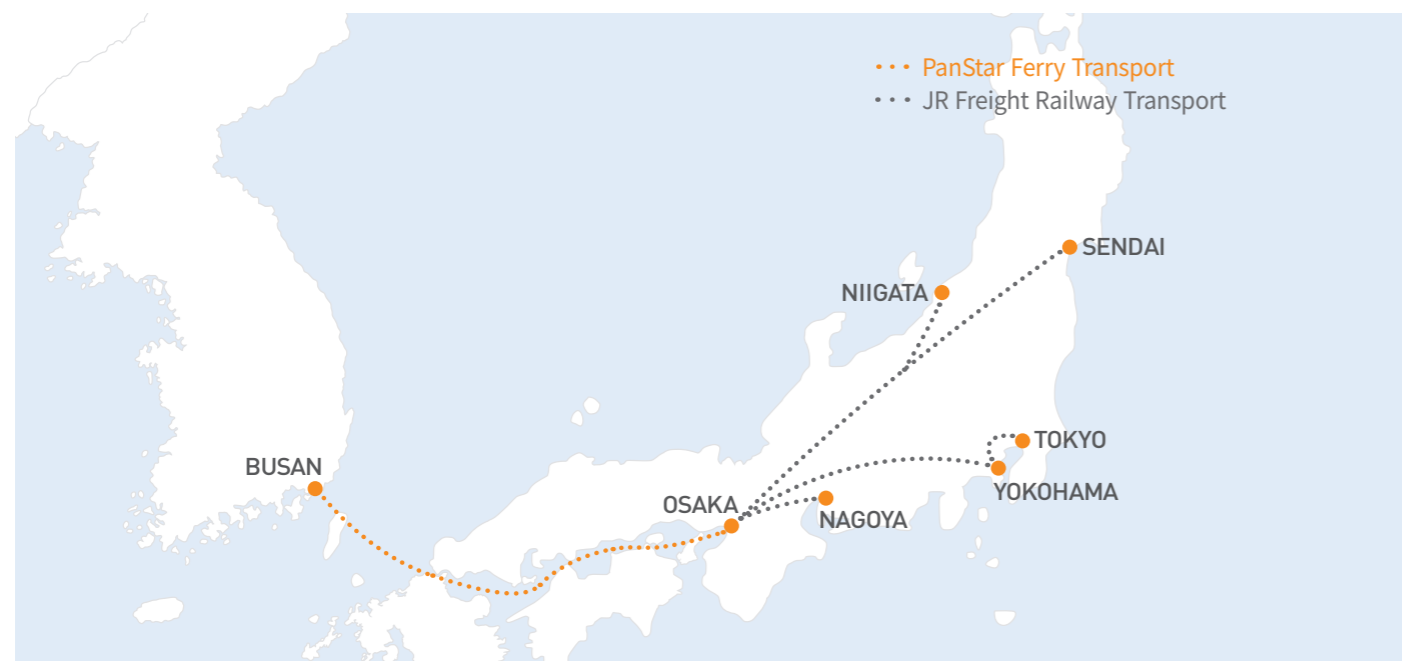 PanStar Ferry Transport
JR Freight Railway Transport
SENDAI
NIIGATA
TOKYO
BUSAN
YOKOHAMA
OSAKA
NAGOYA